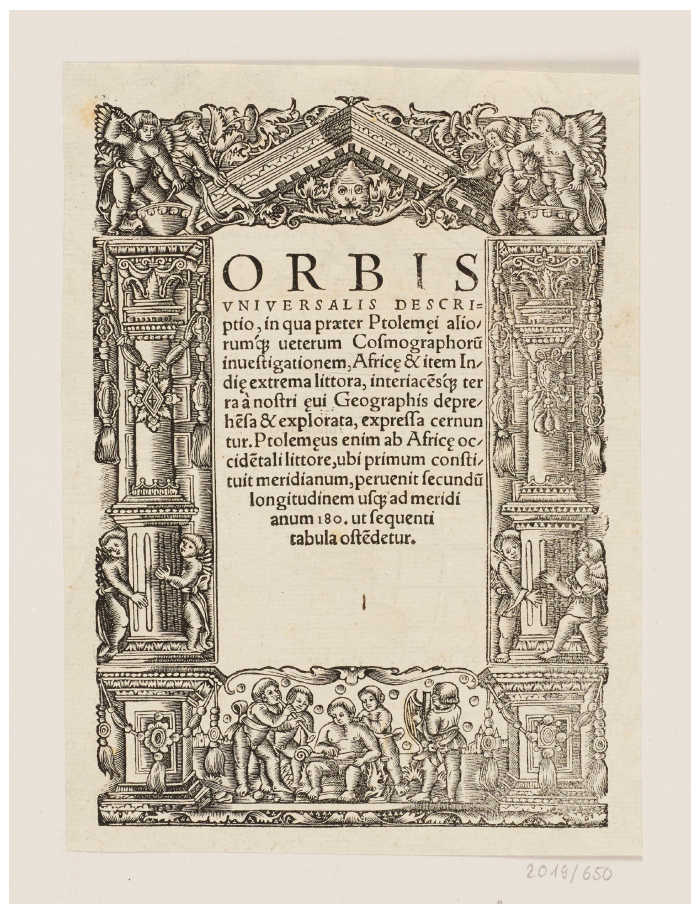 ORBIS
VNIVERSALIS DESCRI=
ptio, in qua præter Ptolemęi alio/
rumq; ueterum Cosmographorū
inuestigationem, Africę & item In/
dię extrema littora, interiacēsq; ter
ra à nostri ęui Geographis depre/
hēsa & explorata, expressa cernun
tur. Ptolemęus enim ab Africę oc/
cidētali littore, ubi primum consti/
tuit meridianum, peruenit secundū
longitudinem usq; ad meridi
anum 180. ut sequenti
tabula ostēdetur.
2019/650